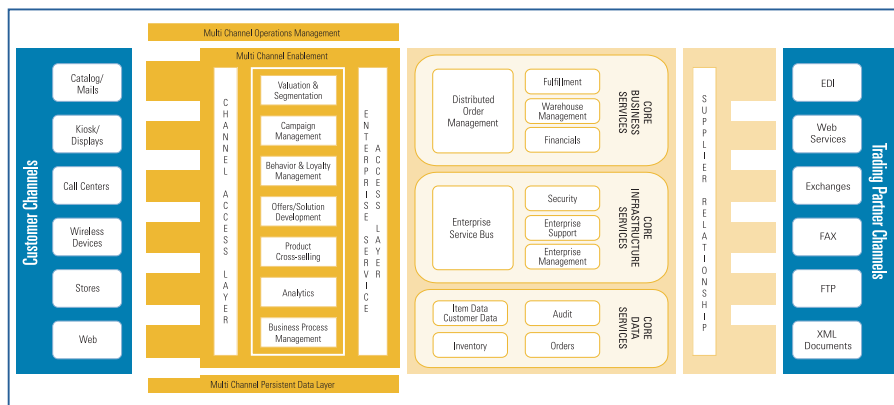 Multi Channel Operations Management
Customer Channels
Catalog/
Mails
Kiosk/
Displays
Call Centers
Wireless
Devices
Stores
Web
Multi Channel Enablement
CHANNEL ACCESS LAYER
Valuation &
Segmentation
Campaign
Management
Behavior & Loyalty
Management
Offers/Solution
Development
Product
Cross-selling
Analytics
Business Process
Management
ENTERPRISE SERVICE
ACCESS LAYER
Multi Channel Persistent Data Layer
Distributed
Order
Management
Fulfillment
Warehouse
Management
Financials
CORE
BUSINESS
SERVICES
Enterprise
Service Bus
Security
Enterprise
Support
Enterprise
Management
CORE
INFRASTRUCTURE
SERVICES
Item Data
Customer Data
Audit
Inventory
Orders
CORE
DATA
SERVICES
SUPPLIER RELATIONSHIP
EDI
Web
Services
Exchanges
FAX
FTP
XML
Documents
Trading Partner Channels